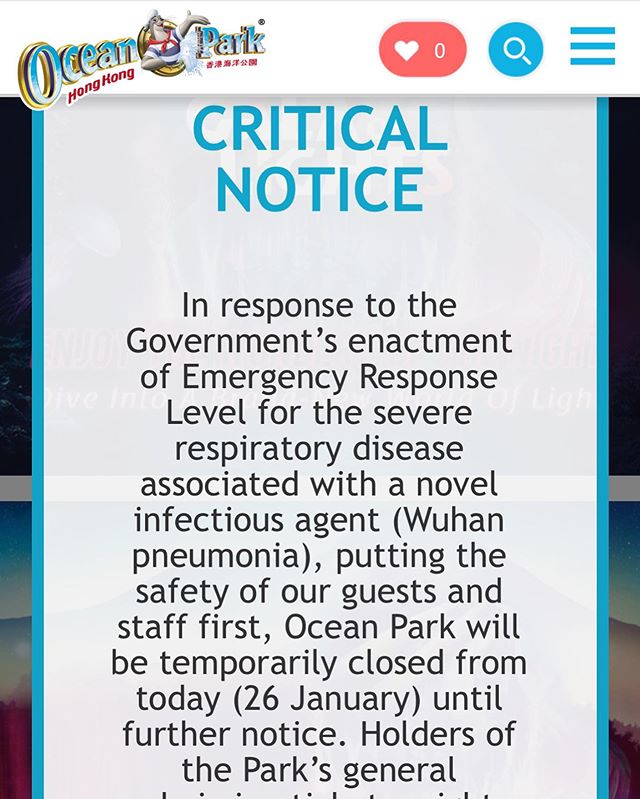 Ocean Park®
Hong Kong
香港海洋公園
0
CRITICAL
NOTICE
In response to the
Government’s enactment
of Emergency Response
Level for the severe
respiratory disease
associated with a novel
infectious agent (Wuhan
pneumonia), putting the
safety of our guests and
staff first, Ocean Park will
be temporarily closed from
today (26 January) until
further notice. Holders of
the Park’s general